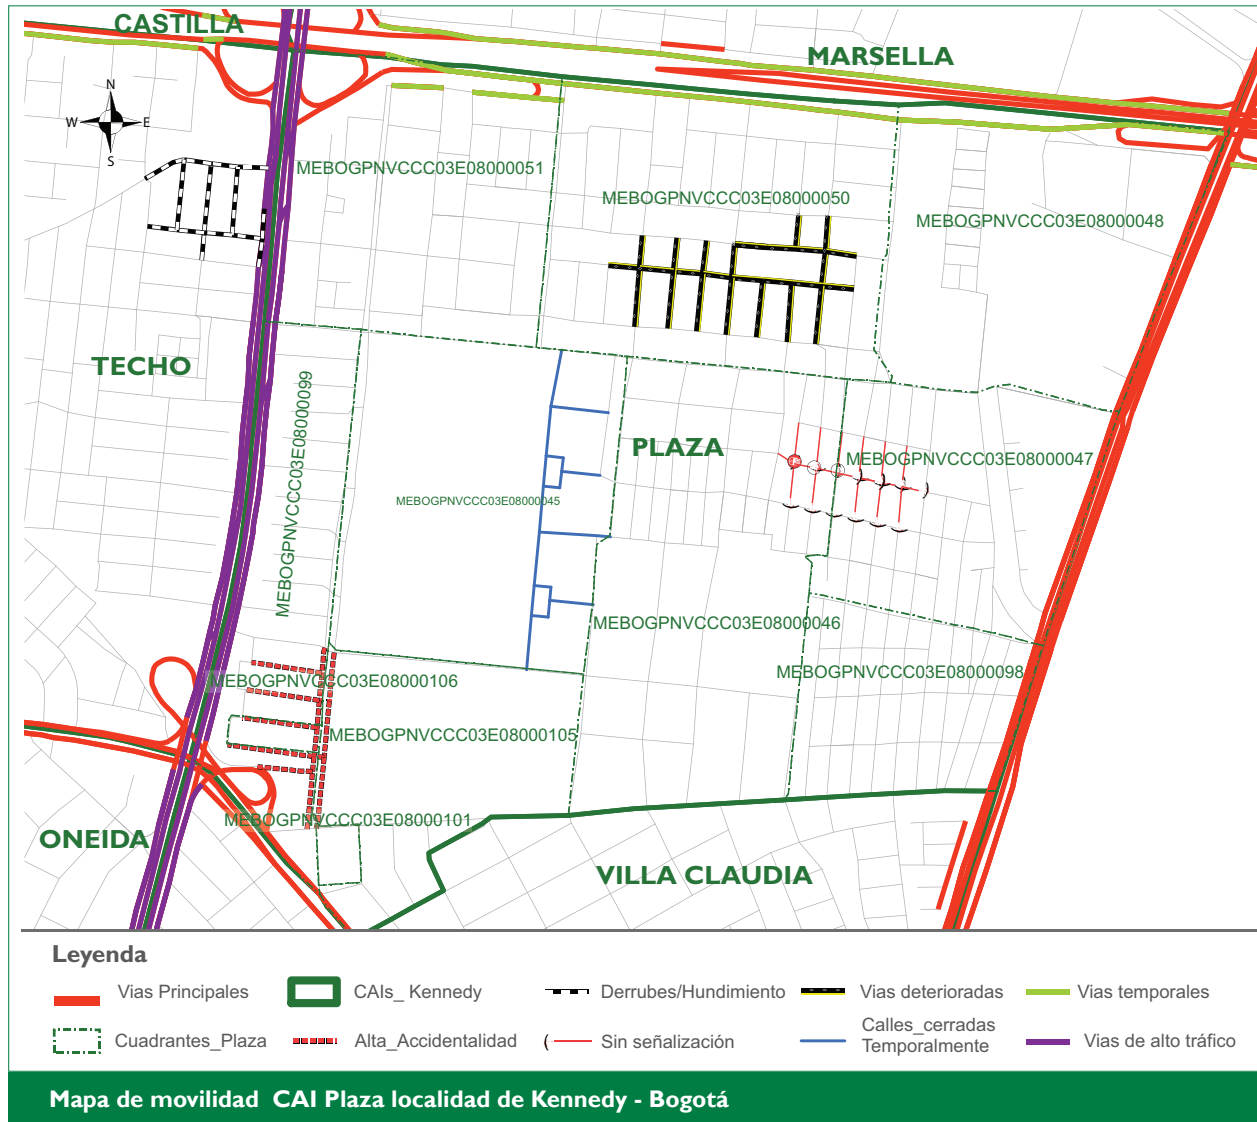 CASTILLA
MARSELLA
N
W E
S
MEBOGPNVCCC03E08000051
MEBOGPNVCCC03E08000050
MEBOGPNVCCC03E08000048
TECHO
MEBOGPNVCCC03E08000099
PLAZA
MEBOGPNVCCC03E08000047
MEBOGPNVCCC03E08000045
MEBOGPNVCCC03E08000046
MEBOGPNVCCC03E08000098
MEBOGPNVCCC03E08000106
MEBOGPNVCCC03E08000105
MEBOGPNVCCC03E08000101
ONEIDA
VILLA CLAUDIA
Leyenda
Vias Principales
CAIs_ Kennedy
Derrubes/Hundimiento
Vias deterioradas
Vias temporales
Cuadrantes_Plaza
Alta_Accidentalidad
Sin señalización
Calles_cerradas
Temporalmente
Vias de alto tráfico
Mapa de movilidad CAI Plaza localidad de Kennedy - Bogotá